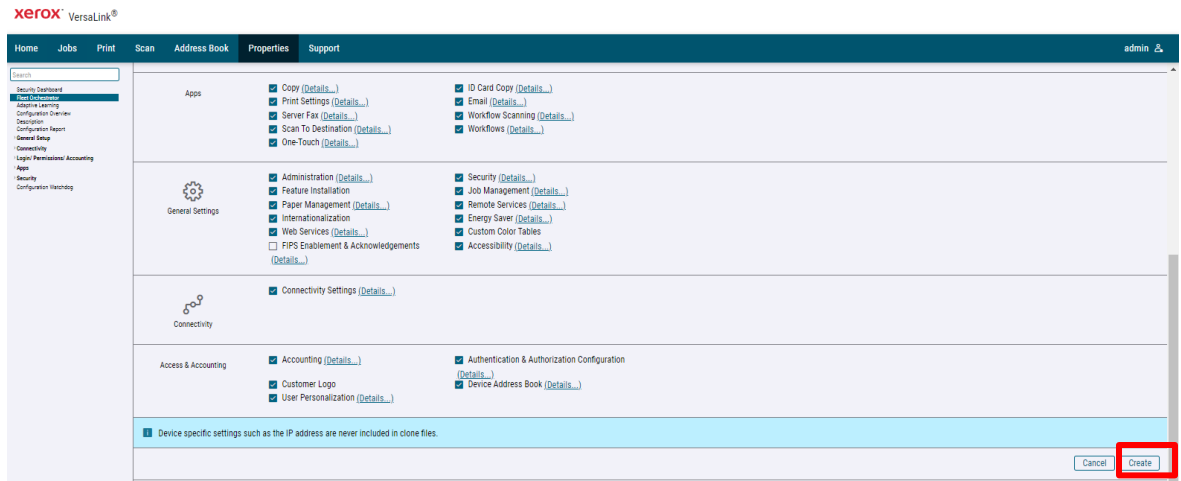 xerox™ VersaLink®
Home Jobs Print Scan Address Book Properties Support admin
Search
Security Dashboard
Fleet Orchestrator
Adaptive Learning
Configuration Overview
Description
Configuration Report
General Setup
Connectivity
Login/ Permissions/ Accounting
Apps
Security
Configuration Watchdog
Apps
Copy (Details...)
ID Card Copy (Details...)
Print Settings (Details...)
Email (Details...)
Server Fax (Details...)
Workflow Scanning (Details...)
Scan To Destination (Details...)
Workflows (Details...)
One-Touch (Details...)
General Settings
Administration (Details...)
Security (Details...)
Feature Installation
Job Management (Details...)
Paper Management (Details...)
Remote Services (Details...)
Internationalization
Energy Saver (Details...)
Web Services (Details...)
Custom Color Tables
FIPS Enablement & Acknowledgements
(Details...)
Accessibility (Details...)
Connectivity
Connectivity Settings (Details...)
Access & Accounting
Accounting (Details...)
Authentication & Authorization Configuration
(Details...)
Customer Logo
Device Address Book (Details...)
User Personalization (Details...)
Device specific settings such as the IP address are never included in clone files.
Cancel Create